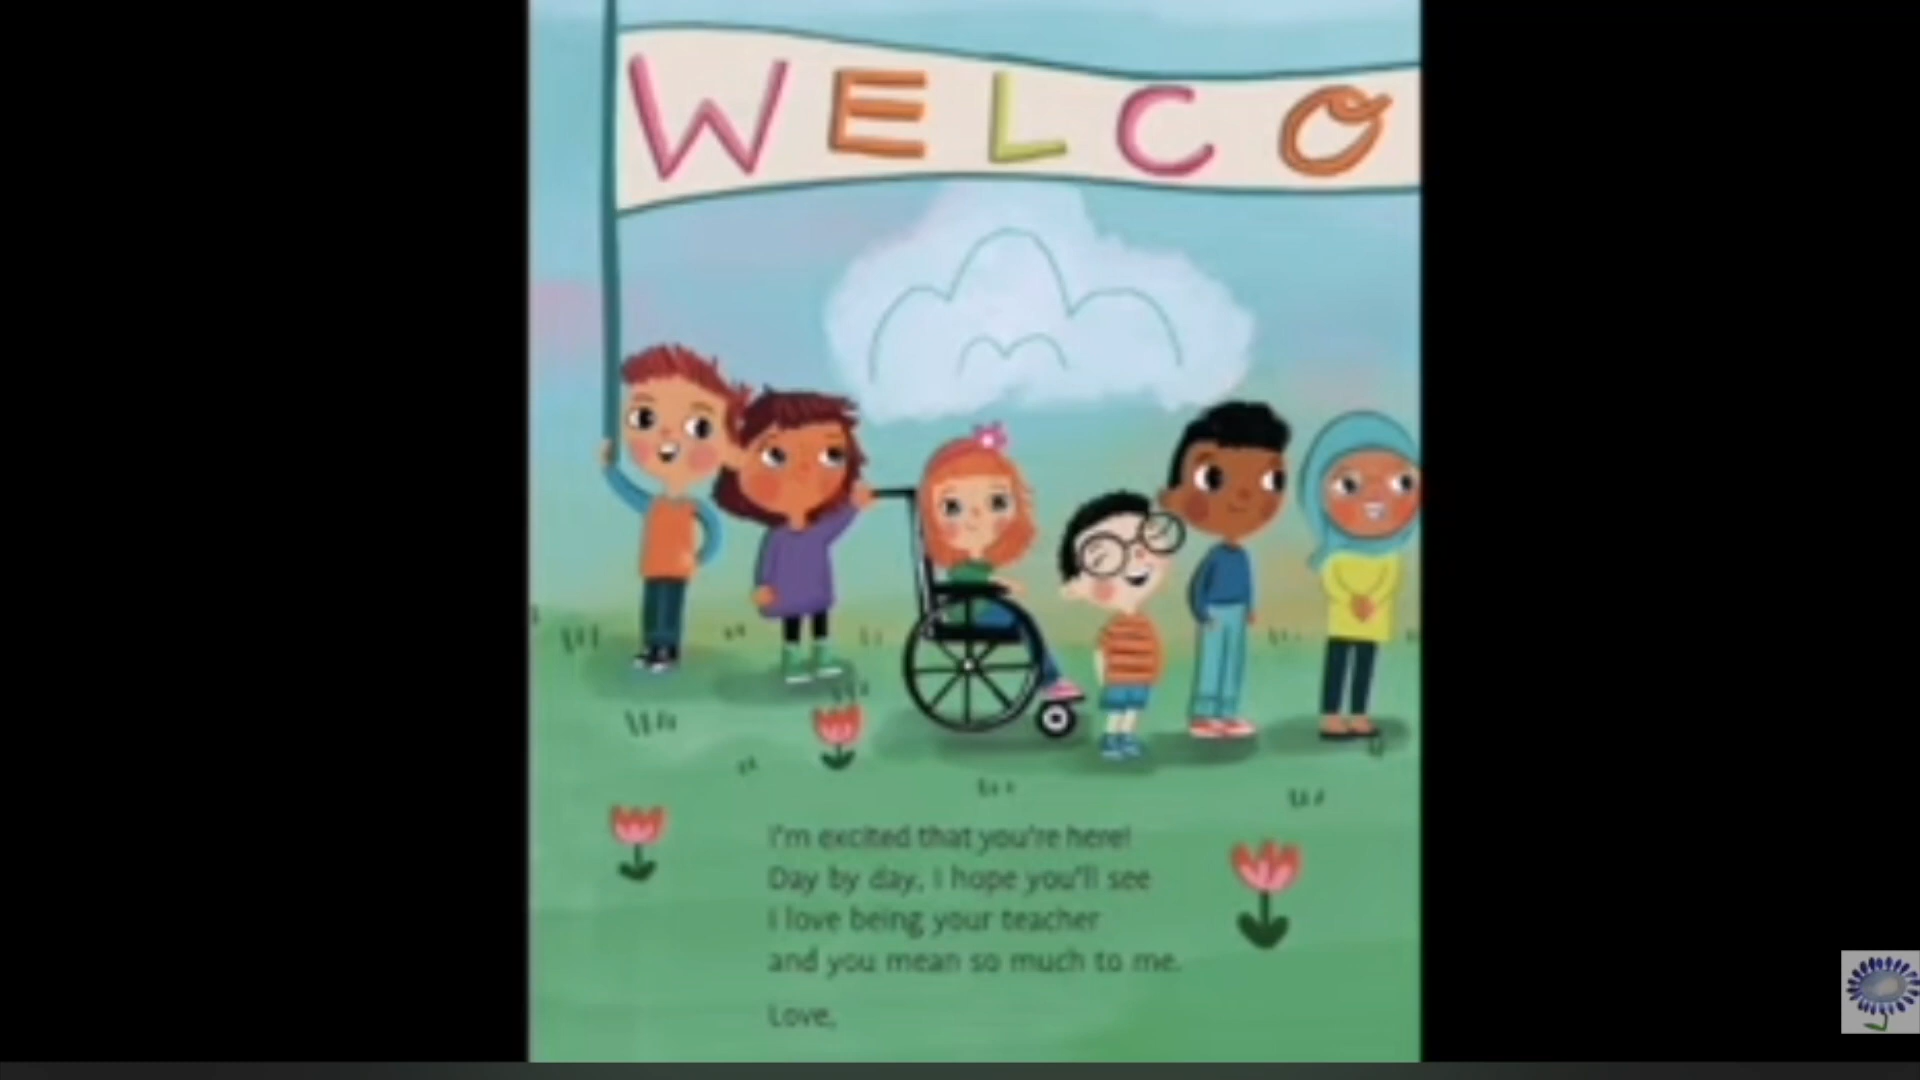 WELCO
I'm excited that you're here!
Day by day, I hope you'll see
I love being your teacher
and you mean so much to me.
Love,